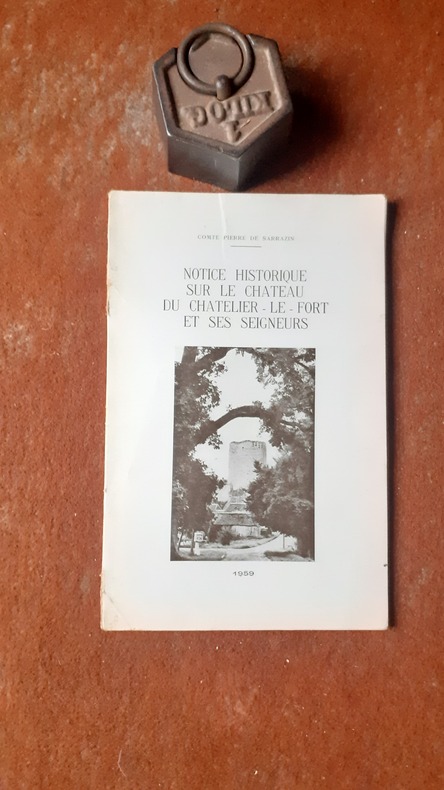 1
KILOG
COMTE PIERRE DE SARRAZIN
NOTICE HISTORIQUE
SUR LE CHATEAU
DU CHATELIER - LE - FORT
ET SES SEIGNEURS
1959